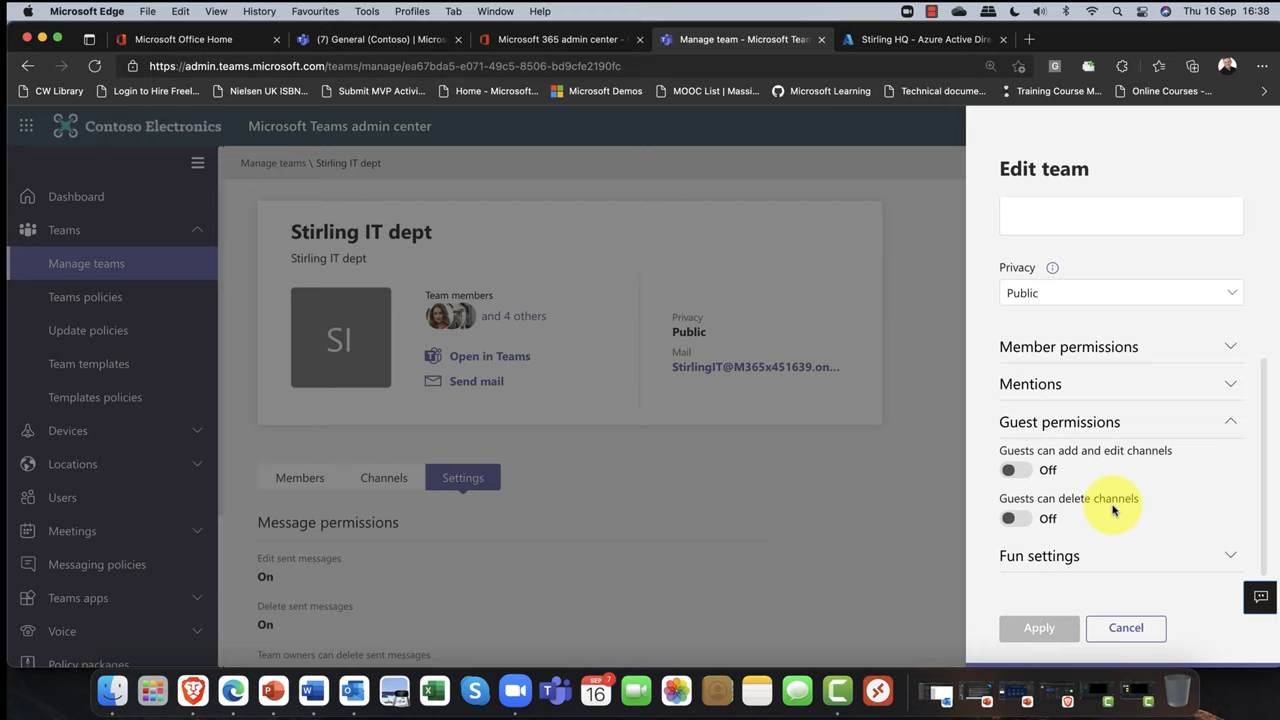 Microsoft Edge File Edit View History Favourites Tools Profiles Tab Window Help Thu 16 Sep 16:38
Microsoft Office Home (7) General (Contoso) | Micros Microsoft 365 admin center - Manage team - Microsoft Team Stirling HQ - Azure Active Dire
https://admin.teams.microsoft.com/teams/manage/ea67bda5-e071-49c5-8506-bd9cfe2190fc
CW Library Login to Hire Freel... Nielsen UK ISBN... Submit MVP Activi... Home - Microsoft... Microsoft Demos MOOC List | Massi... Microsoft Learning Technical docume... Training Course M... Online Courses -...
Contoso Electronics Microsoft Teams admin center
Dashboard
Teams
Manage teams
Teams policies
Update policies
Team templates
Templates policies
Devices
Locations
Users
Meetings
Messaging policies
Teams apps
Voice
Policy packages
Manage teams \ Stirling IT dept
Stirling IT dept
Stirling IT dept
SI
Team members
and 4 others
Open in Teams
Send mail
Privacy
Public
Mail
StirlingIT@M365x451639.on...
Members Channels Settings
Message permissions
Edit sent messages
On
Delete sent messages
On
Team owners can delete sent messages
Edit team
Privacy
Public
Member permissions
Mentions
Guest permissions
Guests can add and edit channels
Off
Guests can delete channels
Off
Fun settings
Apply Cancel
SEP 7
16